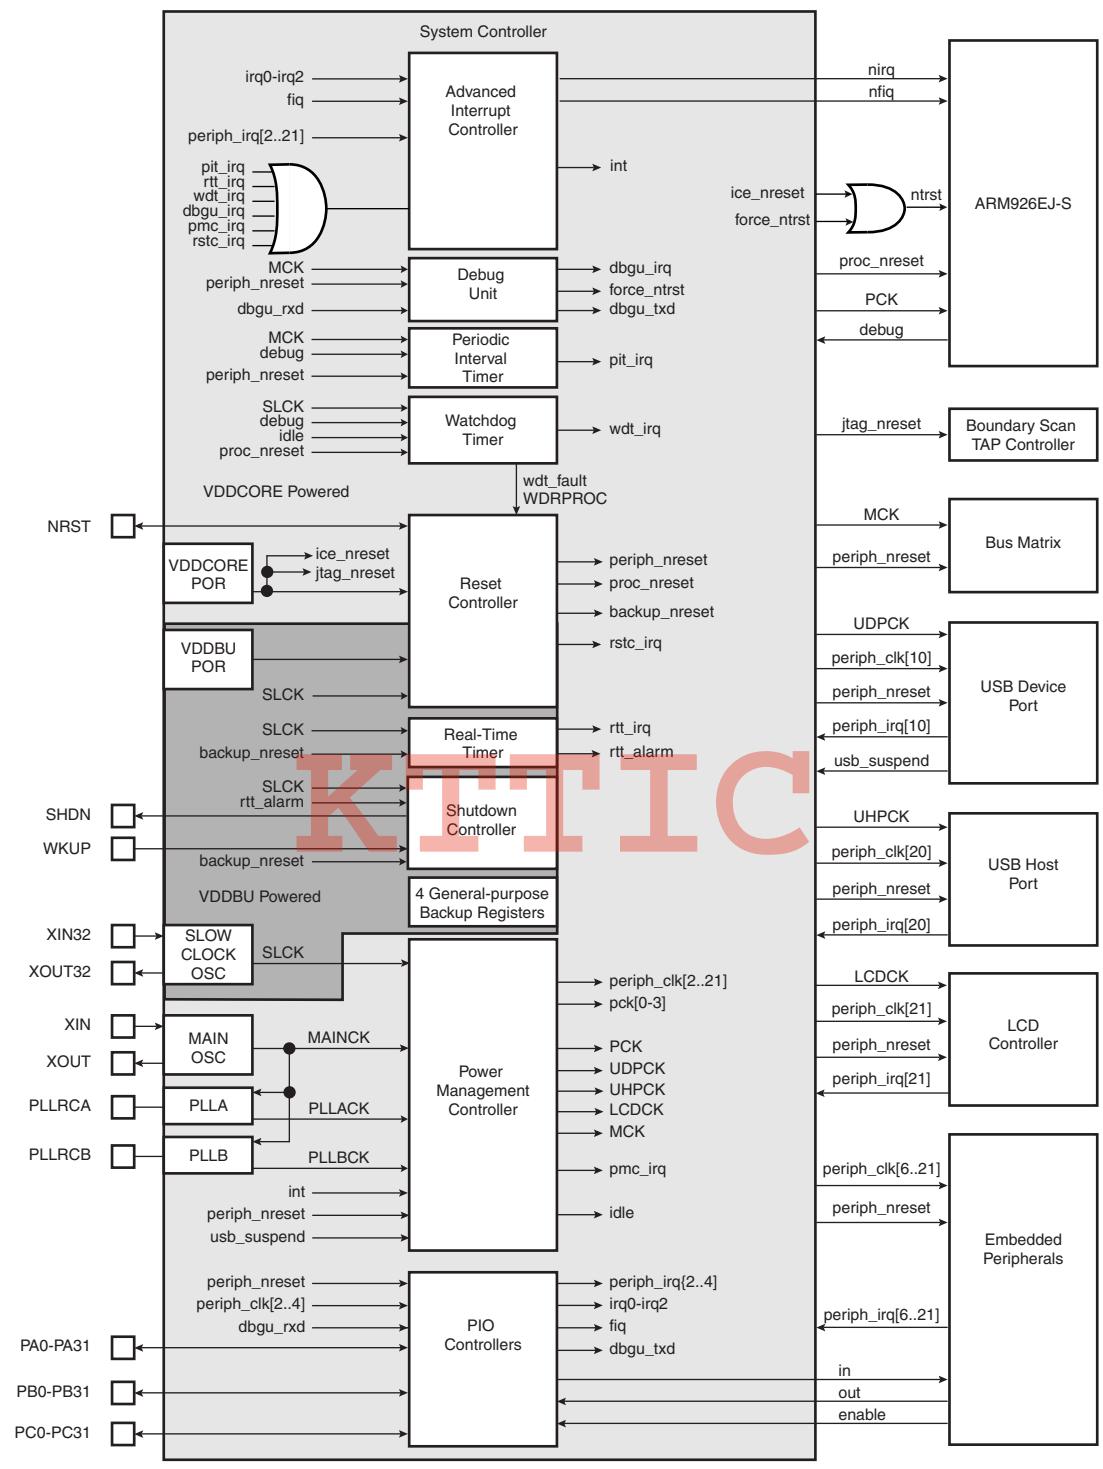 System Controller
irq0-irq2
fiq
periph_irq[2..21]
pit_irq
rtt_irq
wdt_irq
dbgu_irq
pmc_irq
rstc_irq
Advanced
Interrupt
Controller
int
nirq
nfiq
ice_nreset
force_ntrst
ntrst
ARM926EJ-S
proc_nreset
PCK
debug
MCK
periph_nreset
dbgu_rxd
Debug
Unit
dbgu_irq
force_ntrst
dbgu_txd
MCK
debug
periph_nreset
Periodic
Interval
Timer
pit_irq
SLCK
debug
idle
proc_nreset
Watchdog
Timer
wdt_irq
jtag_nreset
Boundary Scan
TAP Controller
wdt_fault
WDRPROC
VDDCORE Powered
NRST
VDDCORE
POR
ice_nreset
jtag_nreset
Reset
Controller
periph_nreset
proc_nreset
backup_nreset
rstc_irq
MCK
periph_nreset
Bus Matrix
VDDBU
POR
SLCK
UDPCK
periph_clk[10]
periph_nreset
periph_irq[10]
usb_suspend
USB Device
Port
SLCK
backup_nreset
Real-Time
Timer
rtt_irq
rtt_alarm
KTTIC
SLCK
rtt_alarm
SHDN
WKUP
backup_nreset
Shutdown
Controller
UHPCK
periph_clk[20]
periph_nreset
periph_irq[20]
USB Host
Port
VDDBU Powered
4 General-purpose
Backup Registers
XIN32
XOUT32
SLOW
CLOCK
OSC
SLCK
XIN
XOUT
MAIN
OSC
MAINCK
PLLRCA
PLLA
PLLACK
PLLRCB
PLLB
PLLBCK
int
periph_nreset
usb_suspend
Power
Management
Controller
periph_clk[2..21]
pck[0-3]
PCK
UDPCK
UHPCK
LCDCK
MCK
pmc_irq
idle
LCDCK
periph_clk[21]
periph_nreset
periph_irq[21]
LCD
Controller
periph_clk[6..21]
periph_nreset
periph_irq[6..21]
in
out
enable
Embedded
Peripherals
periph_nreset
periph_clk[2..4]
dbgu_rxd
PA0-PA31
PB0-PB31
PC0-PC31
PIO
Controllers
periph_irq{2..4]
irq0-irq2
fiq
dbgu_txd